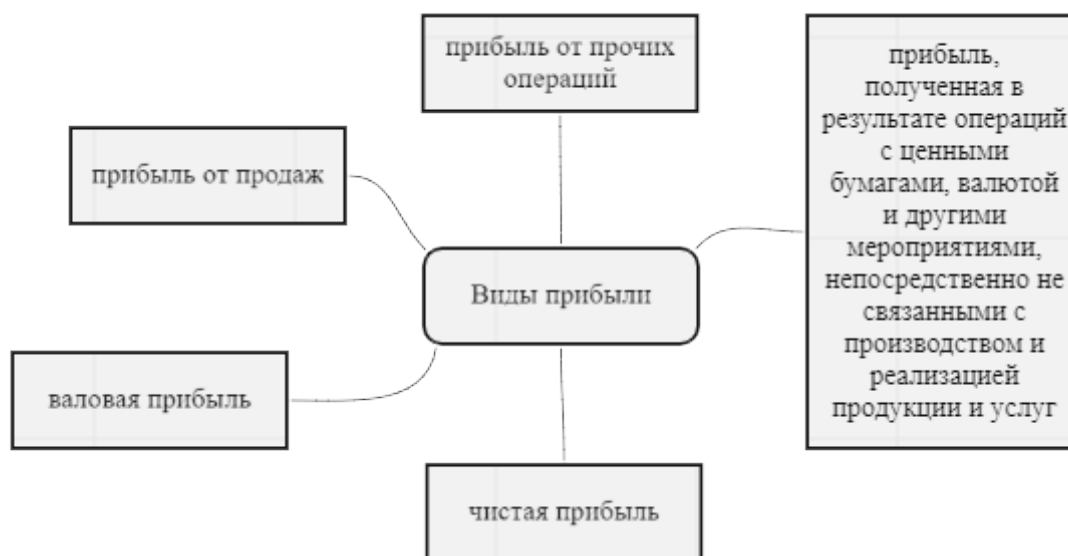 прибыль от прочих
операций
прибыль,
полученная в
результате операций
с ценными
бумагами, валютой
и другими
мероприятиями,
непосредственно не
связанными с
производством и
реализацией
продукции и услуг
прибыль от продаж
Виды прибыли
валовая прибыль
чистая прибыль